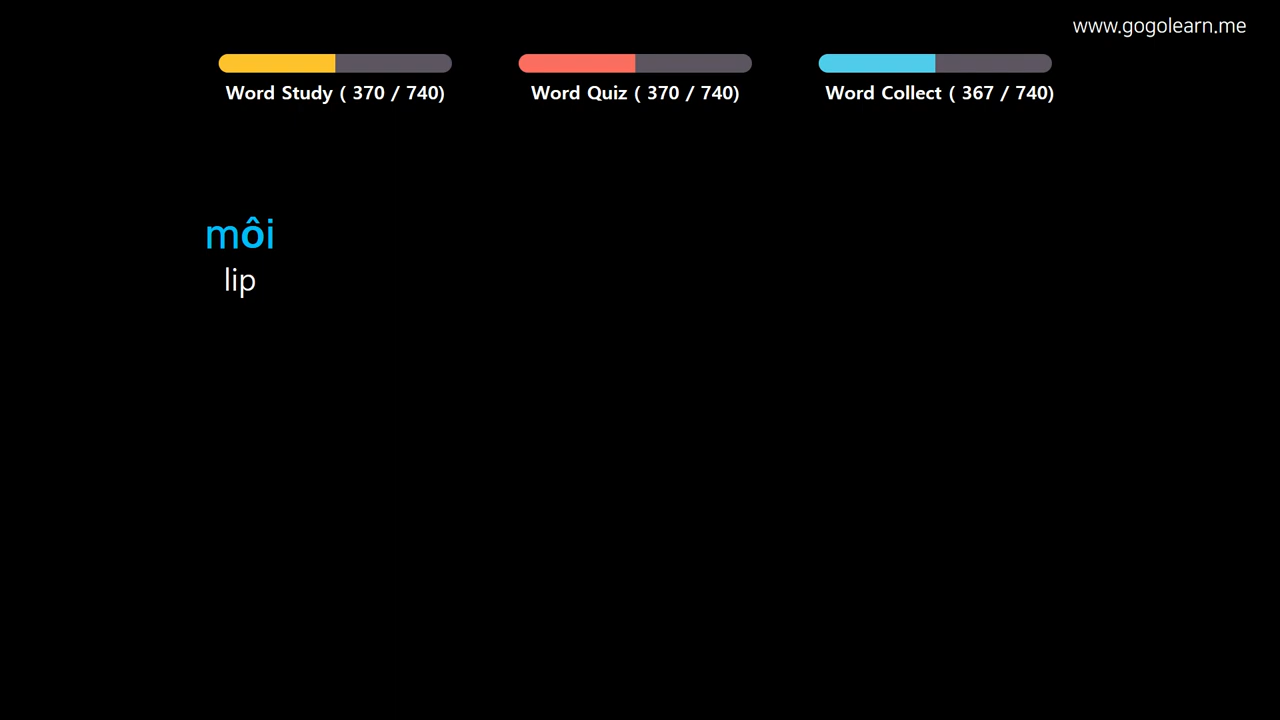 www.gogolearn.me
Word Study ( 370 / 740)
Word Quiz ( 370 / 740)
Word Collect ( 367 / 740)
môi
lip